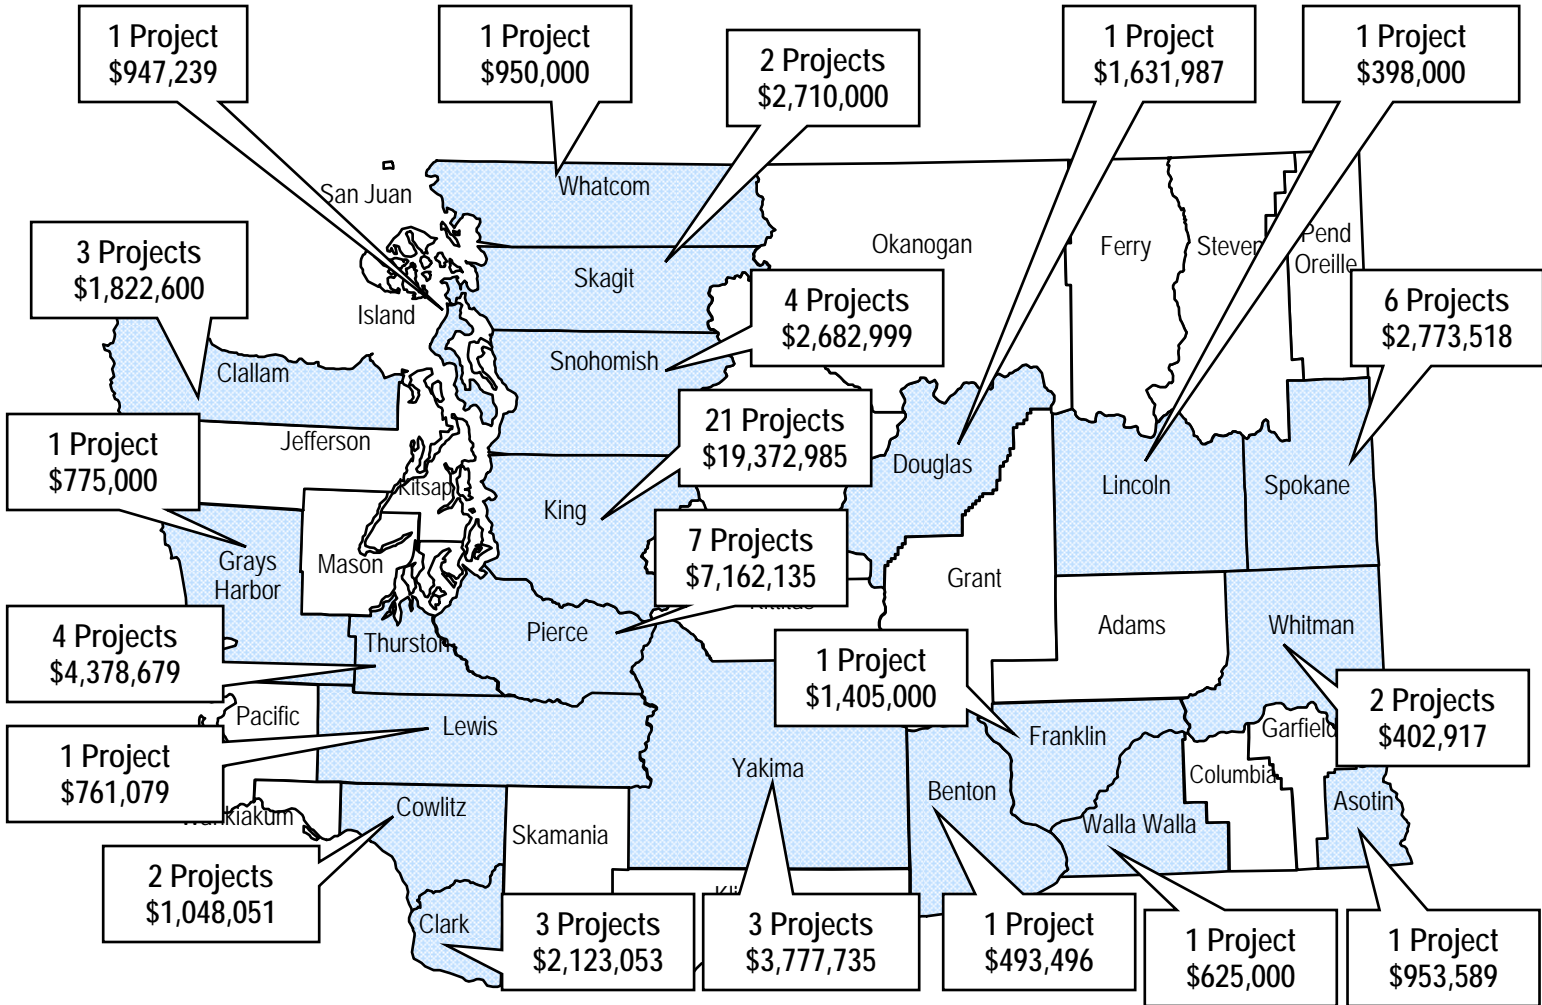 1 Project
$947,239
1 Project
$950,000
2 Projects
$2,710,000
1 Project
$1,631,987
1 Project
$398,000
San Juan
Whatcom
3 Projects
$1,822,600
Skagit
Okanogan
Ferry
Steven
Pend
Oreille
Island
4 Projects
$2,682,999
6 Projects
$2,773,518
Clallam
Snohomish
1 Project
$775,000
Jefferson
21 Projects
$19,372,985
Kitsap
Douglas
Lincoln
Spokane
King
7 Projects
$7,162,135
Grays
Harbor
Mason
Grant
4 Projects
$4,378,679
Thurston
Pierce
Adams
Whitman
1 Project
$1,405,000
2 Projects
$402,917
Pacific
Lewis
Franklin
Garfield
1 Project
$761,079
Yakima
Benton
Columbia
Asotin
Cowlitz
Skamania
Walla Walla
2 Projects
$1,048,051
Clark
3 Projects
$2,123,053
3 Projects
$3,777,735
1 Project
$493,496
1 Project
$625,000
1 Project
$953,589